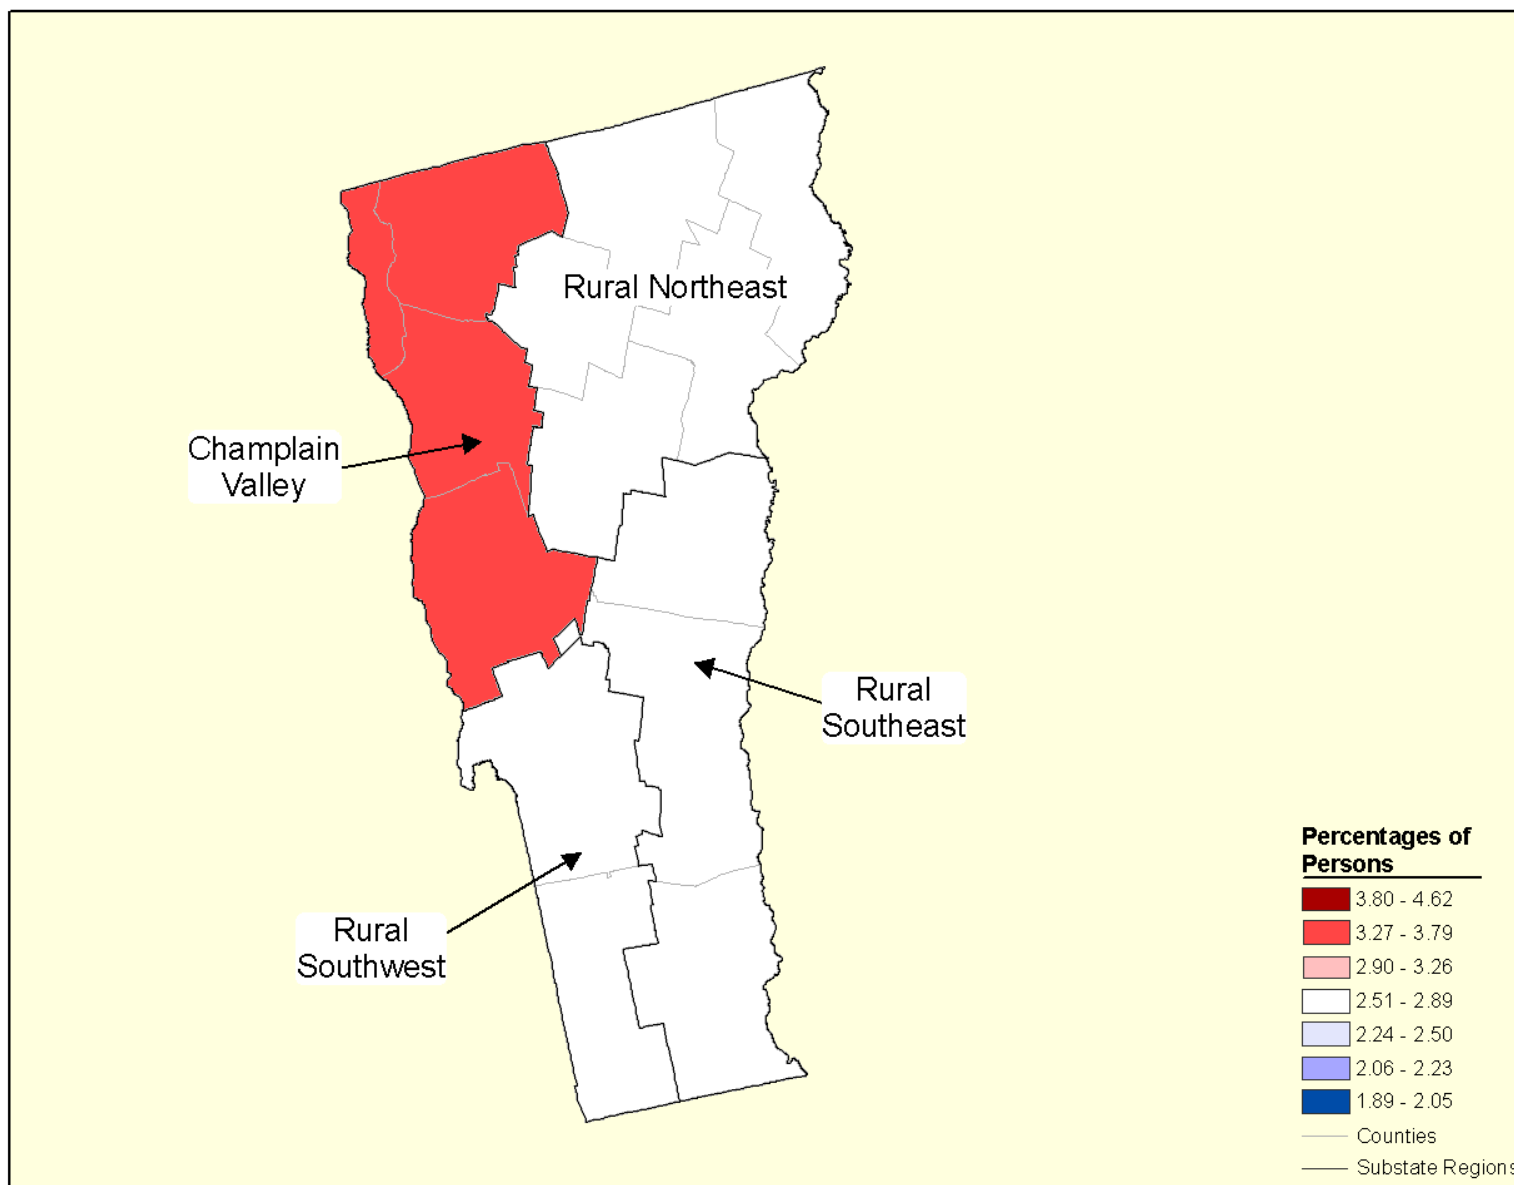 Rural Northeast
Champlain
Valley
Rural
Southeast
Rural
Southwest
Percentages of
Persons
3.80 - 4.62
3.27 - 3.79
2.90 - 3.26
2.51 - 2.89
2.24 - 2.50
2.06 - 2.23
1.89 - 2.05
Counties
Substate Regions